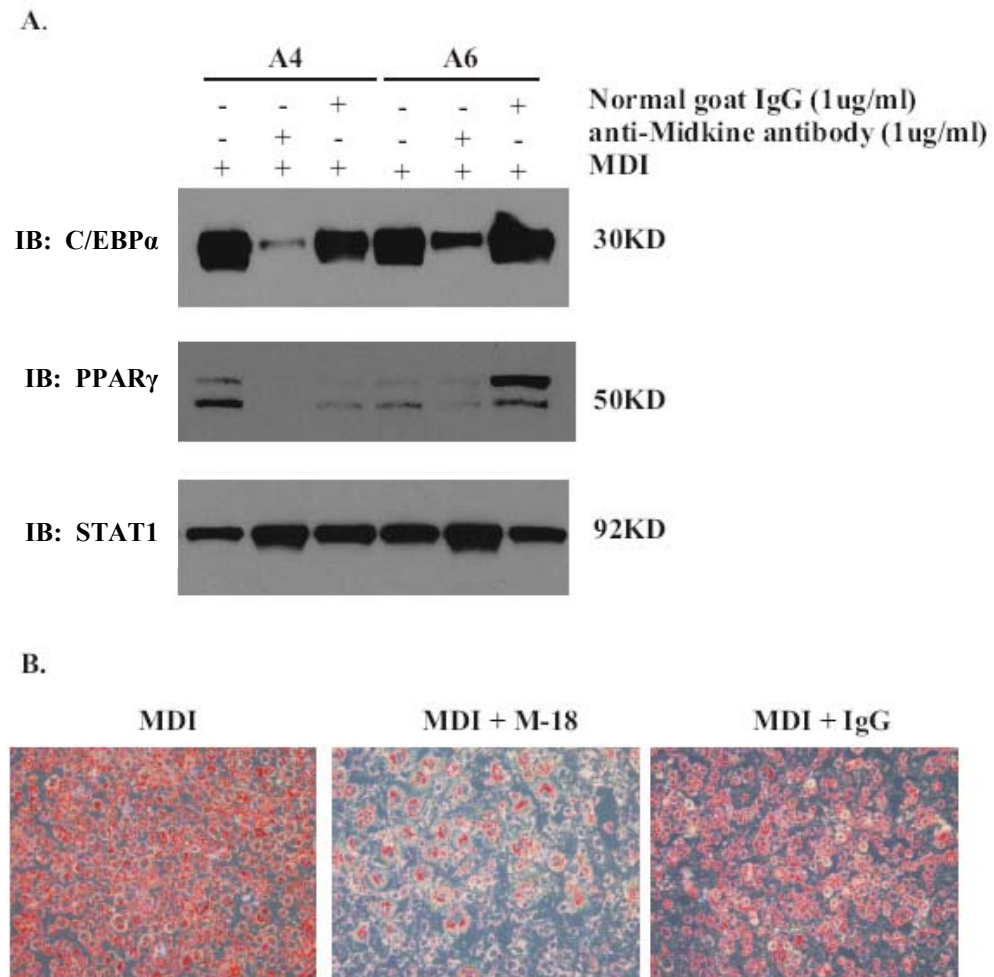 A.
A4 A6
- - + - - + Normal goat IgG (1ug/ml)
- + - - + - anti-Midkine antibody (1ug/ml)
+ + + + + + MDI
IB: C/EBPα 30KD
IB: PPARγ 50KD
IB: STAT1 92KD
B.
MDI MDI + M-18 MDI + IgG